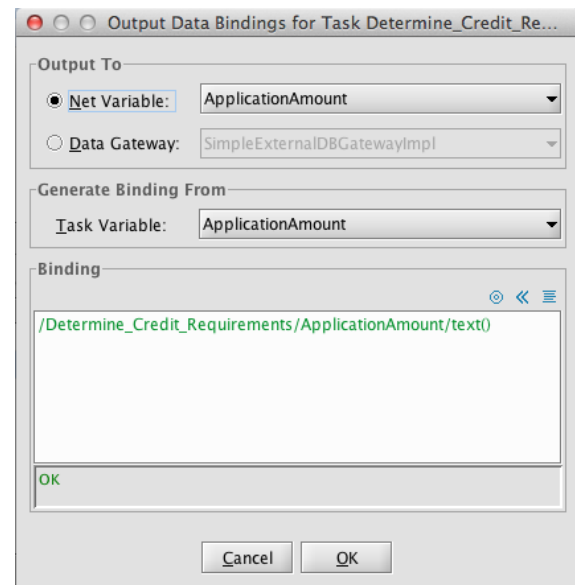 Output Data Bindings for Task Determine_Credit_Re...
Output To
Net Variable: ApplicationAmount
Data Gateway: SimpleExternalDBGatewayImpl
Generate Binding From
Task Variable: ApplicationAmount
Binding
/Determine_Credit_Requirements/ApplicationAmount/text()
OK
Cancel OK